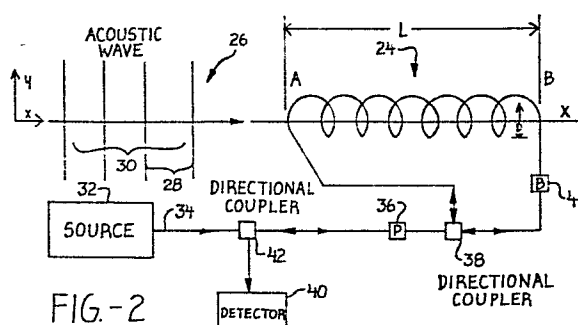 ACOUSTIC
WAVE
26
L
24
y
A
B
x
X
30
28
32
DIRECTIONAL
COUPLER
36
B
4
SOURCE
34
P
42
38
DIRECTIONAL
COUPLER
FIG.-2
DETECTOR
40